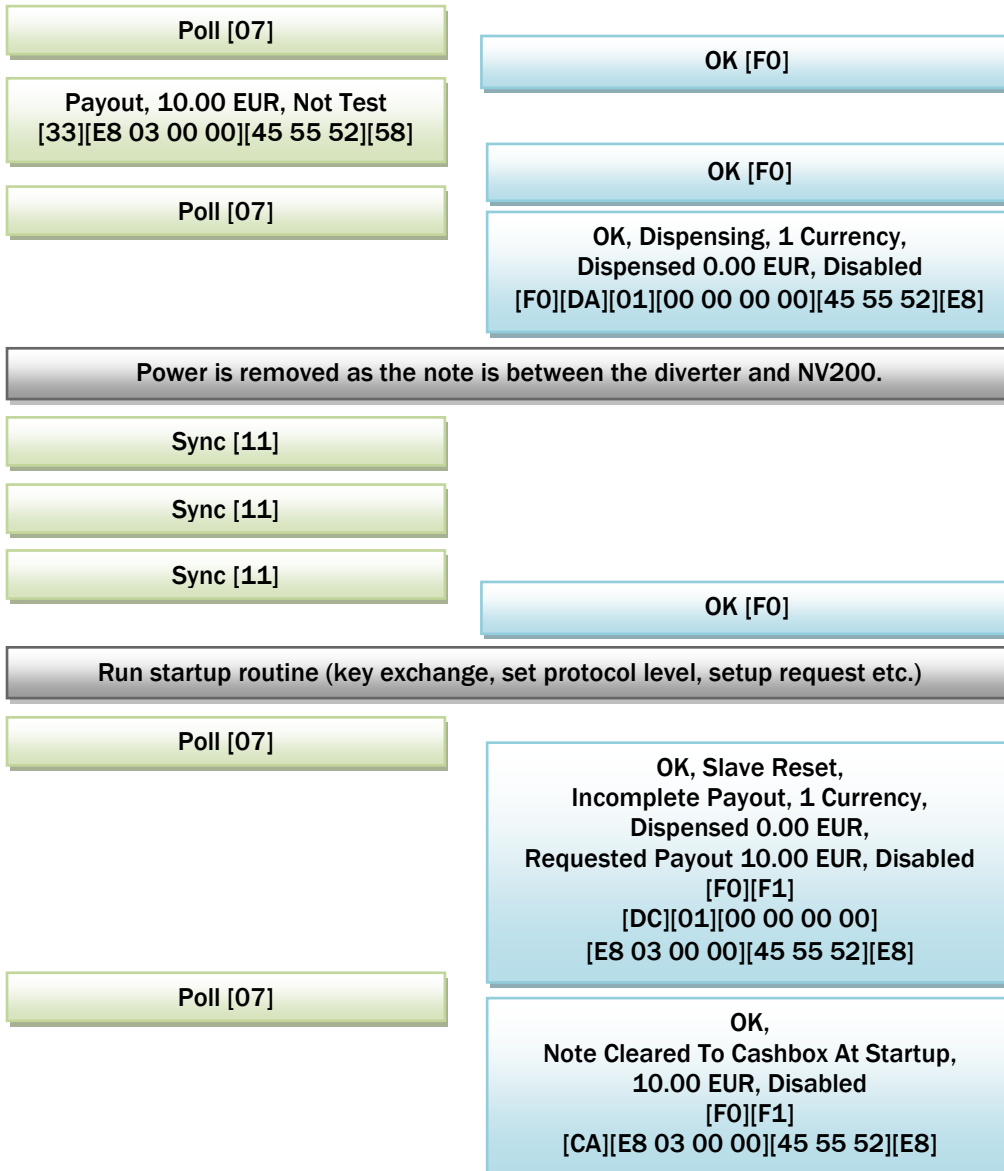 Poll [07]
OK [F0]
Payout, 10.00 EUR, Not Test
[33][E8 03 00 00][45 55 52][58]
OK [F0]
Poll [07]
OK, Dispensing, 1 Currency,
Dispensed 0.00 EUR, Disabled
[F0][DA][01][00 00 00 00][45 55 52][E8]
Power is removed as the note is between the diverter and NV200.
Sync [11]
Sync [11]
Sync [11]
OK [F0]
Run startup routine (key exchange, set protocol level, setup request etc.)
Poll [07]
OK, Slave Reset,
Incomplete Payout, 1 Currency,
Dispensed 0.00 EUR,
Requested Payout 10.00 EUR, Disabled
[F0][F1]
[DC][01][00 00 00 00]
[E8 03 00 00][45 55 52][E8]
Poll [07]
OK,
Note Cleared To Cashbox At Startup,
10.00 EUR, Disabled
[F0][F1]
[CA][E8 03 00 00][45 55 52][E8]